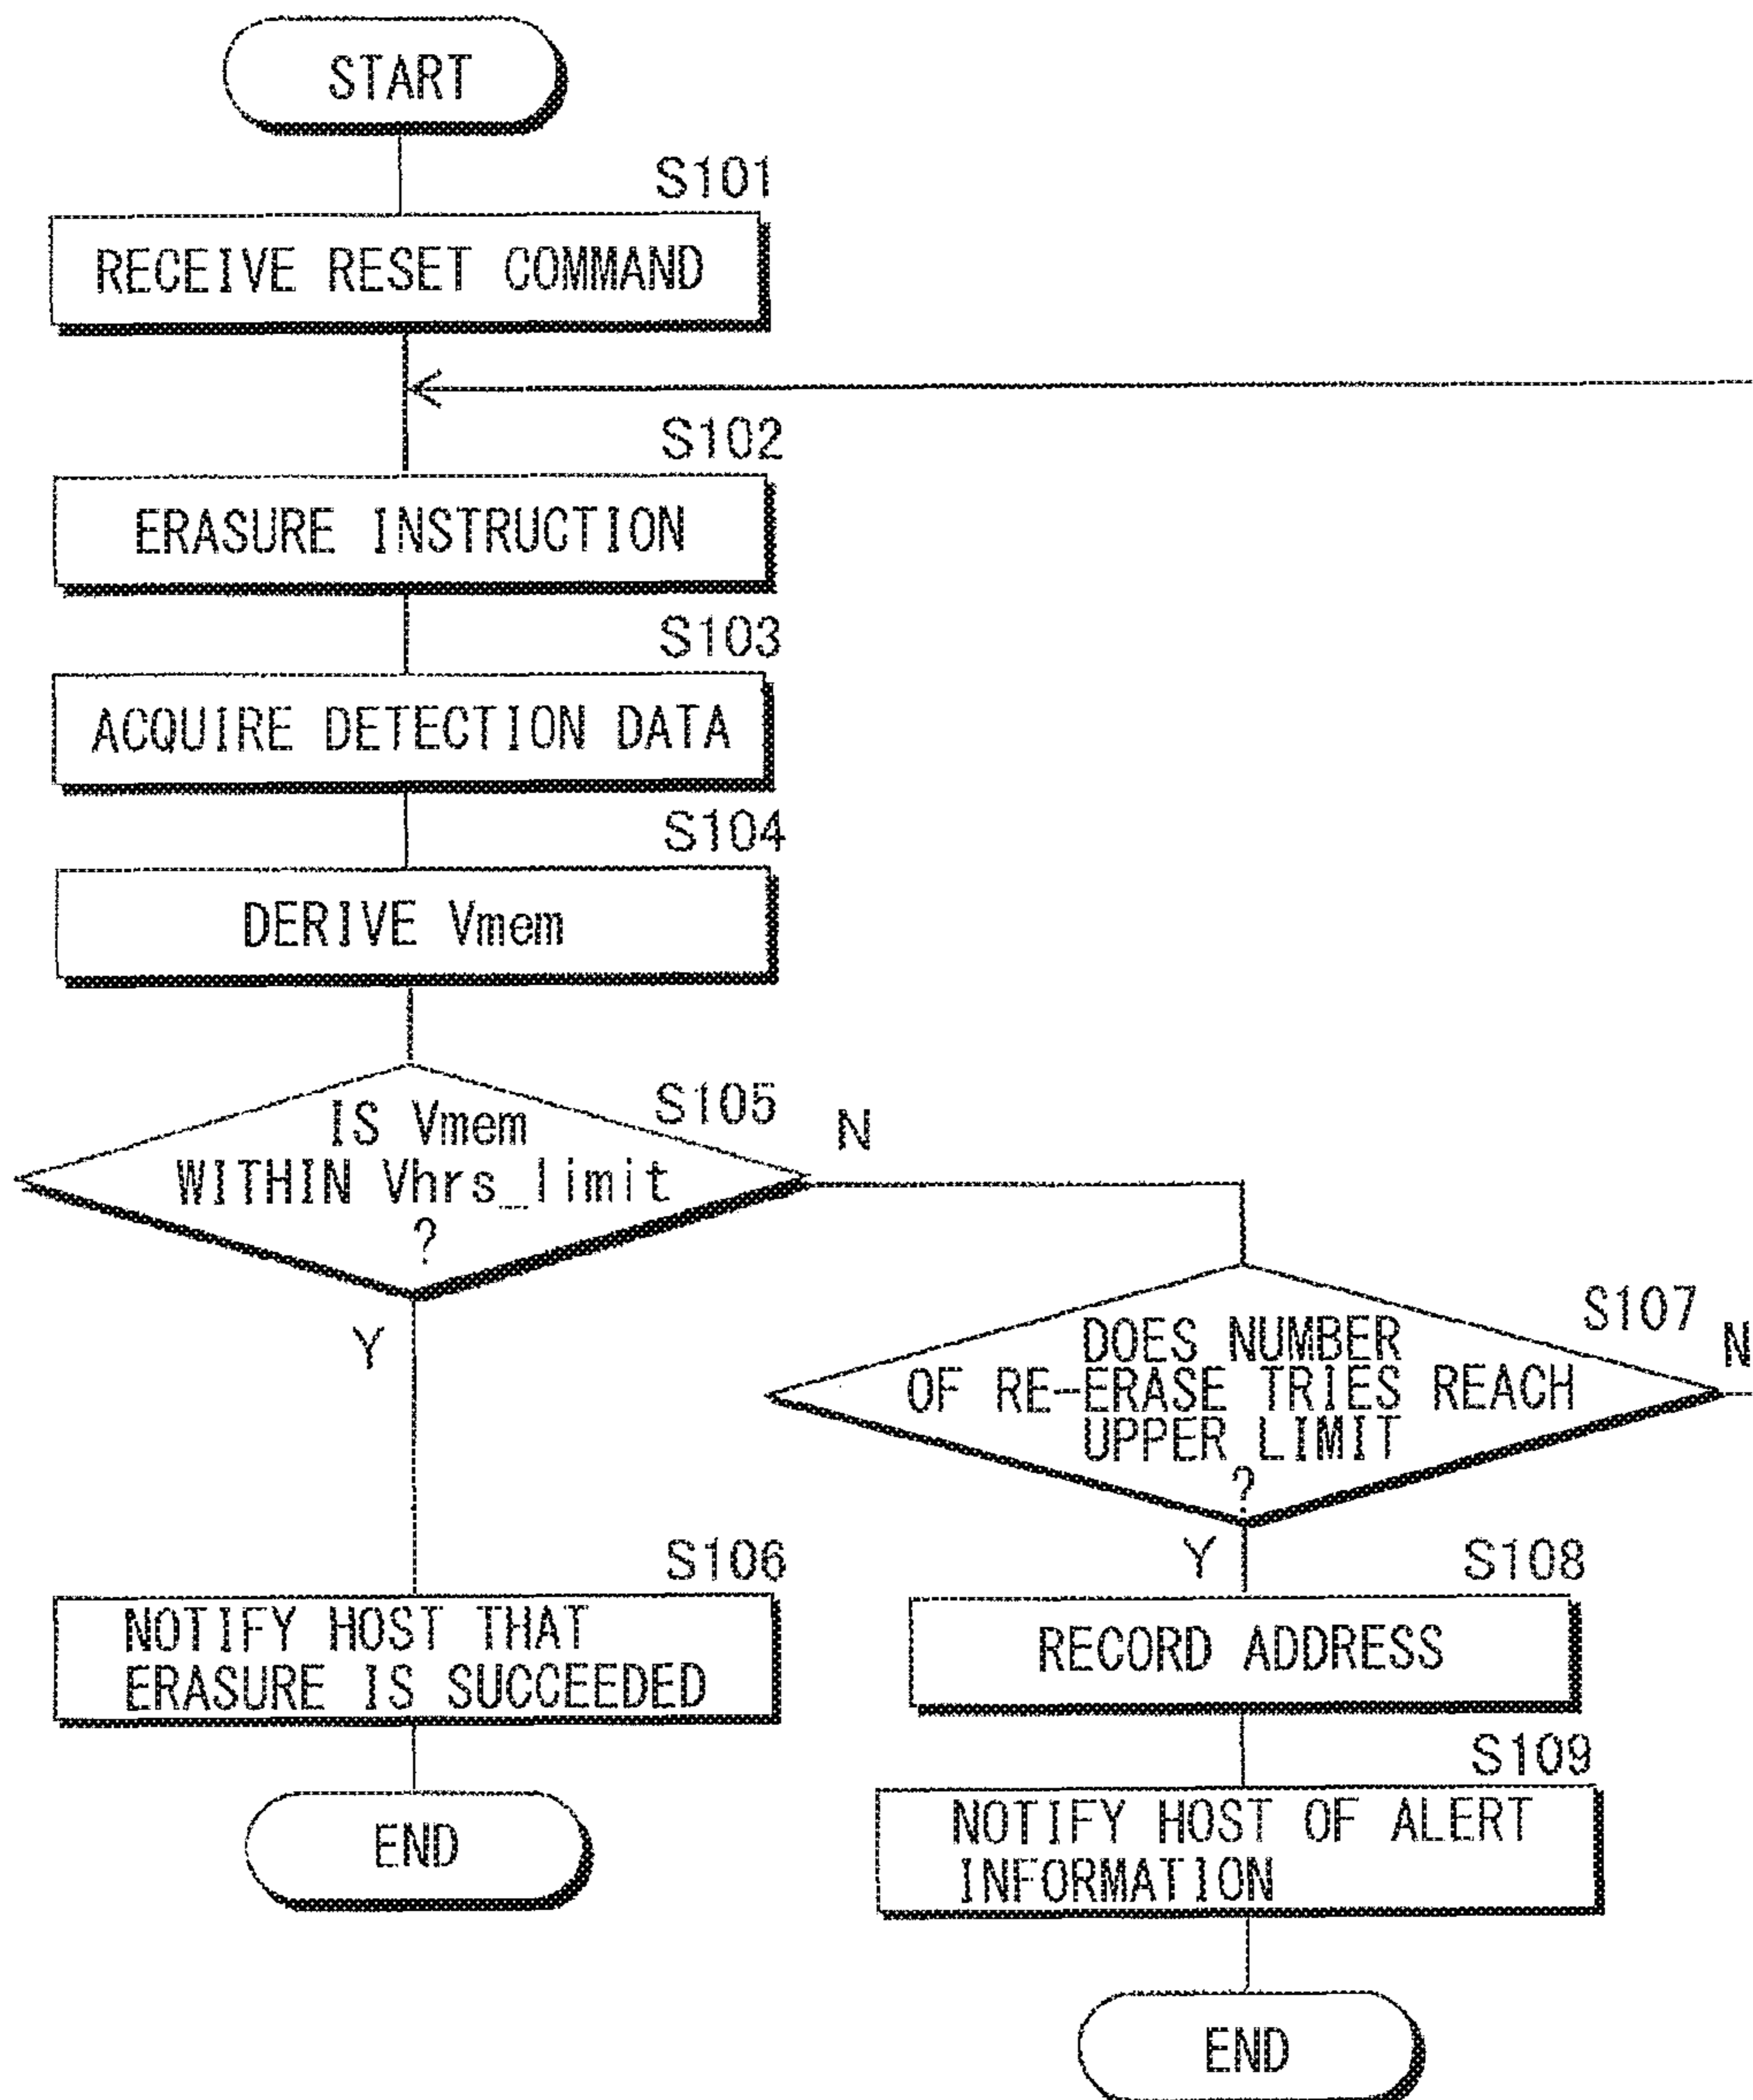 START
S101
RECEIVE RESET COMMAND
S102
ERASURE INSTRUCTION
S103
ACQUIRE DETECTION DATA
S104
DERIVE Vmem
S105
IS Vmem
WITHIN Vhrs_limit
?
N
Y
S107
DOES NUMBER
OF RE-ERASE TRIES REACH
UPPER LIMIT
?
N
Y
S106
NOTIFY HOST THAT
ERASURE IS SUCCEEDED
END
S108
RECORD ADDRESS
S109
NOTIFY HOST OF ALERT
INFORMATION
END